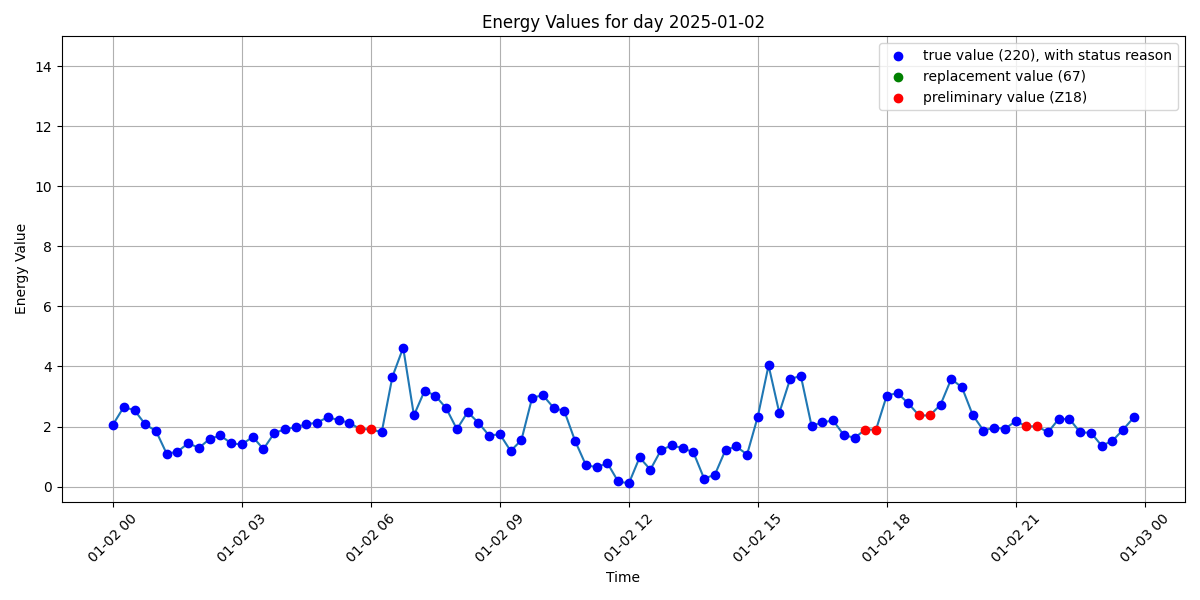 Energy Values for day 2025-01-02
true value (220), with status reason
replacement value (67)
preliminary value (Z18)
Energy Value
14
12
10
8
6
4
2
0
01-02 00
01-02 03
01-02 06
01-02 09
01-02 12
01-02 15
01-02 18
01-02 21
01-03 00
Time